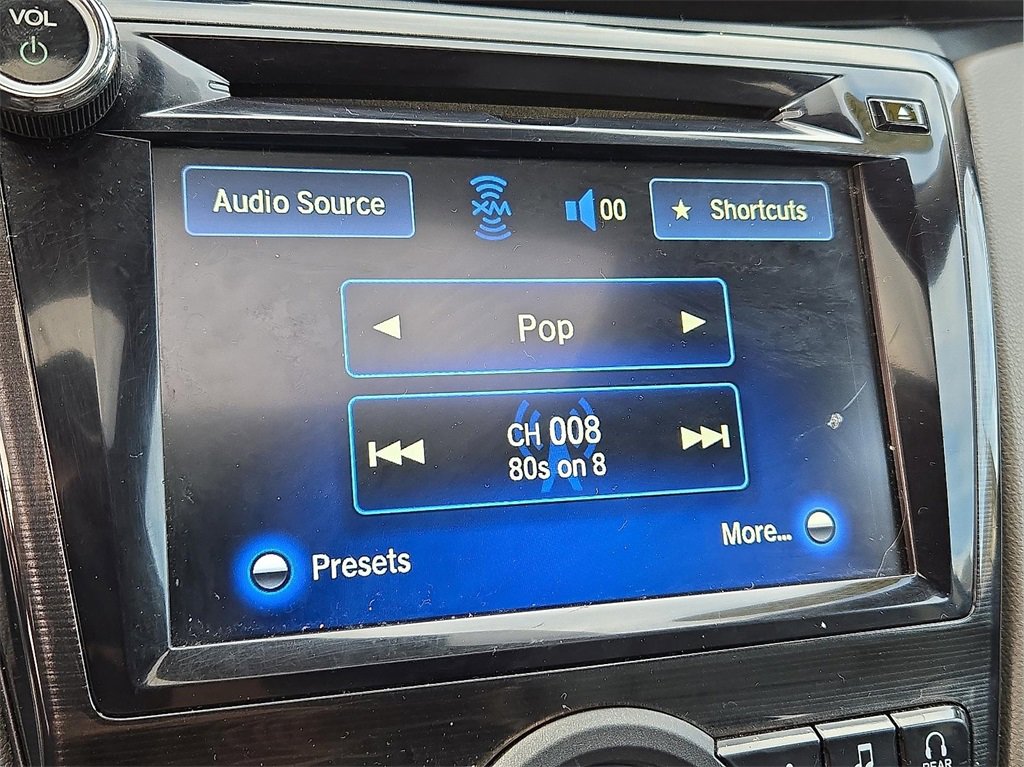 VOL
Audio Source
XM
00
Shortcuts
Pop
CH 008
80s on 8
More...
Presets
REAR